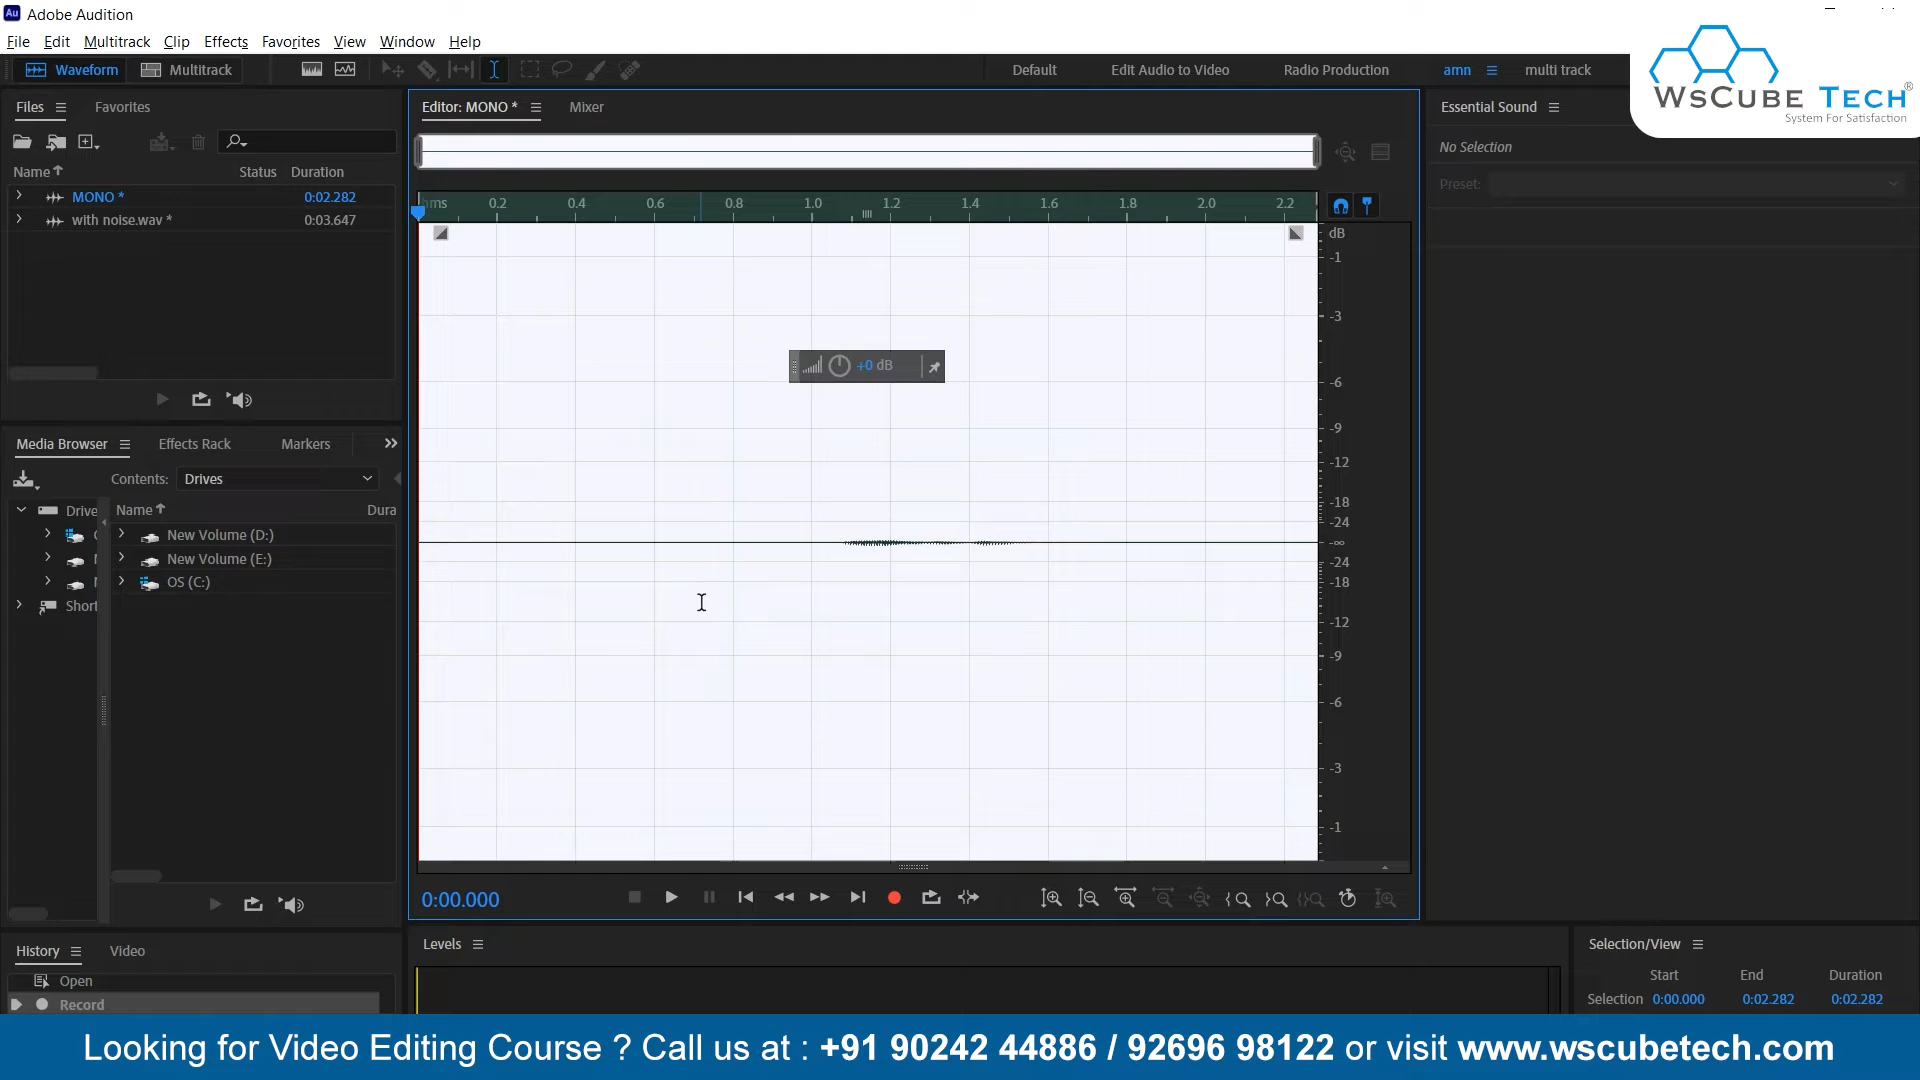 Au Adobe Audition
File Edit Multitrack Clip Effects Favorites View Window Help
Waveform Multitrack Default Edit Audio to Video Radio Production amn multi track
WsCube Tech®
System For Satisfaction
Files Favorites
Name Status Duration
MONO * 0:02.282
with noise.wav * 0:03.647
Media Browser Effects Rack Markers
Contents: Drives
Drive
Short
Name Dura
New Volume (D:)
New Volume (E:)
OS (C:)
History Video
Open
Record
Editor: MONO * Mixer
hms 0.2 0.4 0.6 0.8 1.0 1.2 1.4 1.6 1.8 2.0 2.2
+0 dB
dB
-1
-3
-6
-9
-12
-18
-24
-∞
-24
-18
-12
-9
-6
-3
-1
0:00.000
Levels
Essential Sound
No Selection
Preset:
Selection/View
Start End Duration
Selection 0:00.000 0:02.282 0:02.282
Looking for Video Editing Course ? Call us at : +91 90242 44886 / 92696 98122 or visit www.wscubetech.com